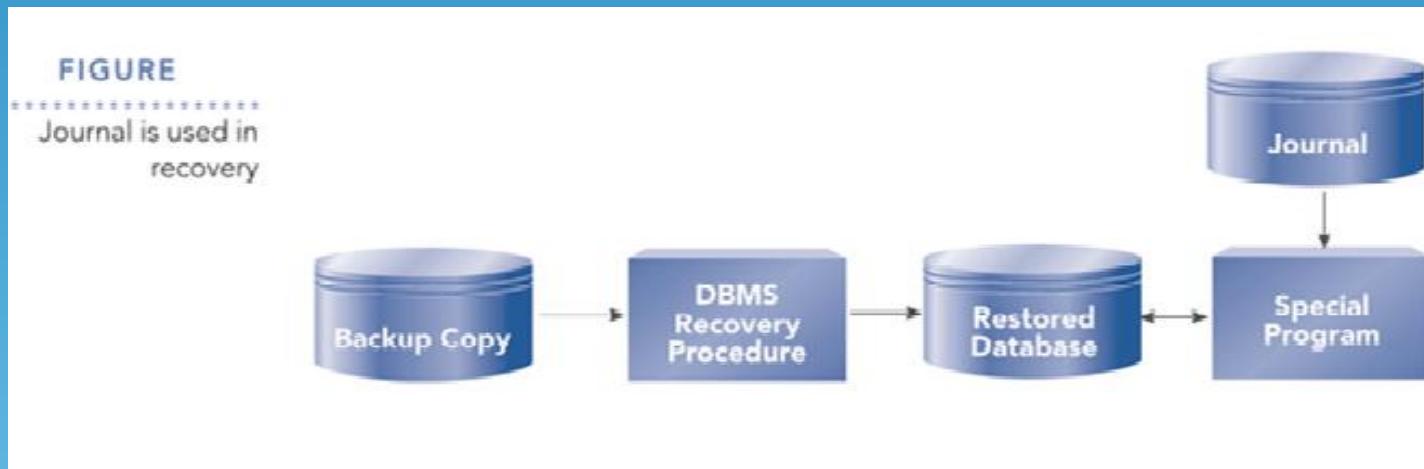 FIGURE
Journal is used in
recovery
Journal
Backup Copy
DBMS
Recovery
Procedure
Restored
Database
Special
Program